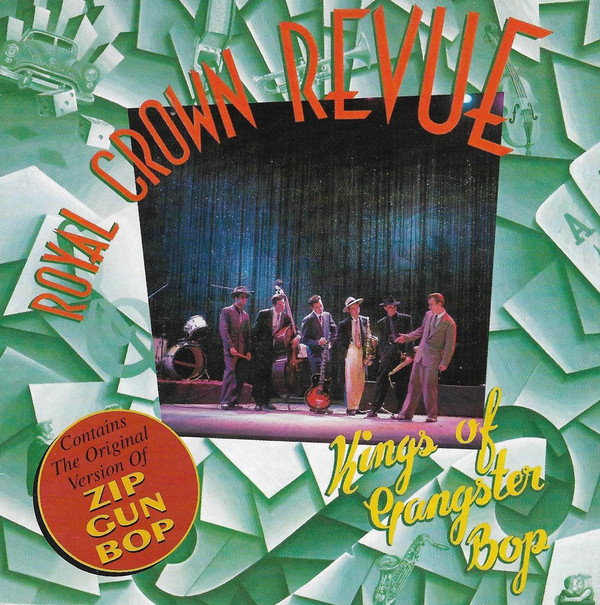 ROYAL CROWN REVUE
Contains
The Original
Version Of
ZIP
GUN
BOP
Kings of
Gangster
Bop
A